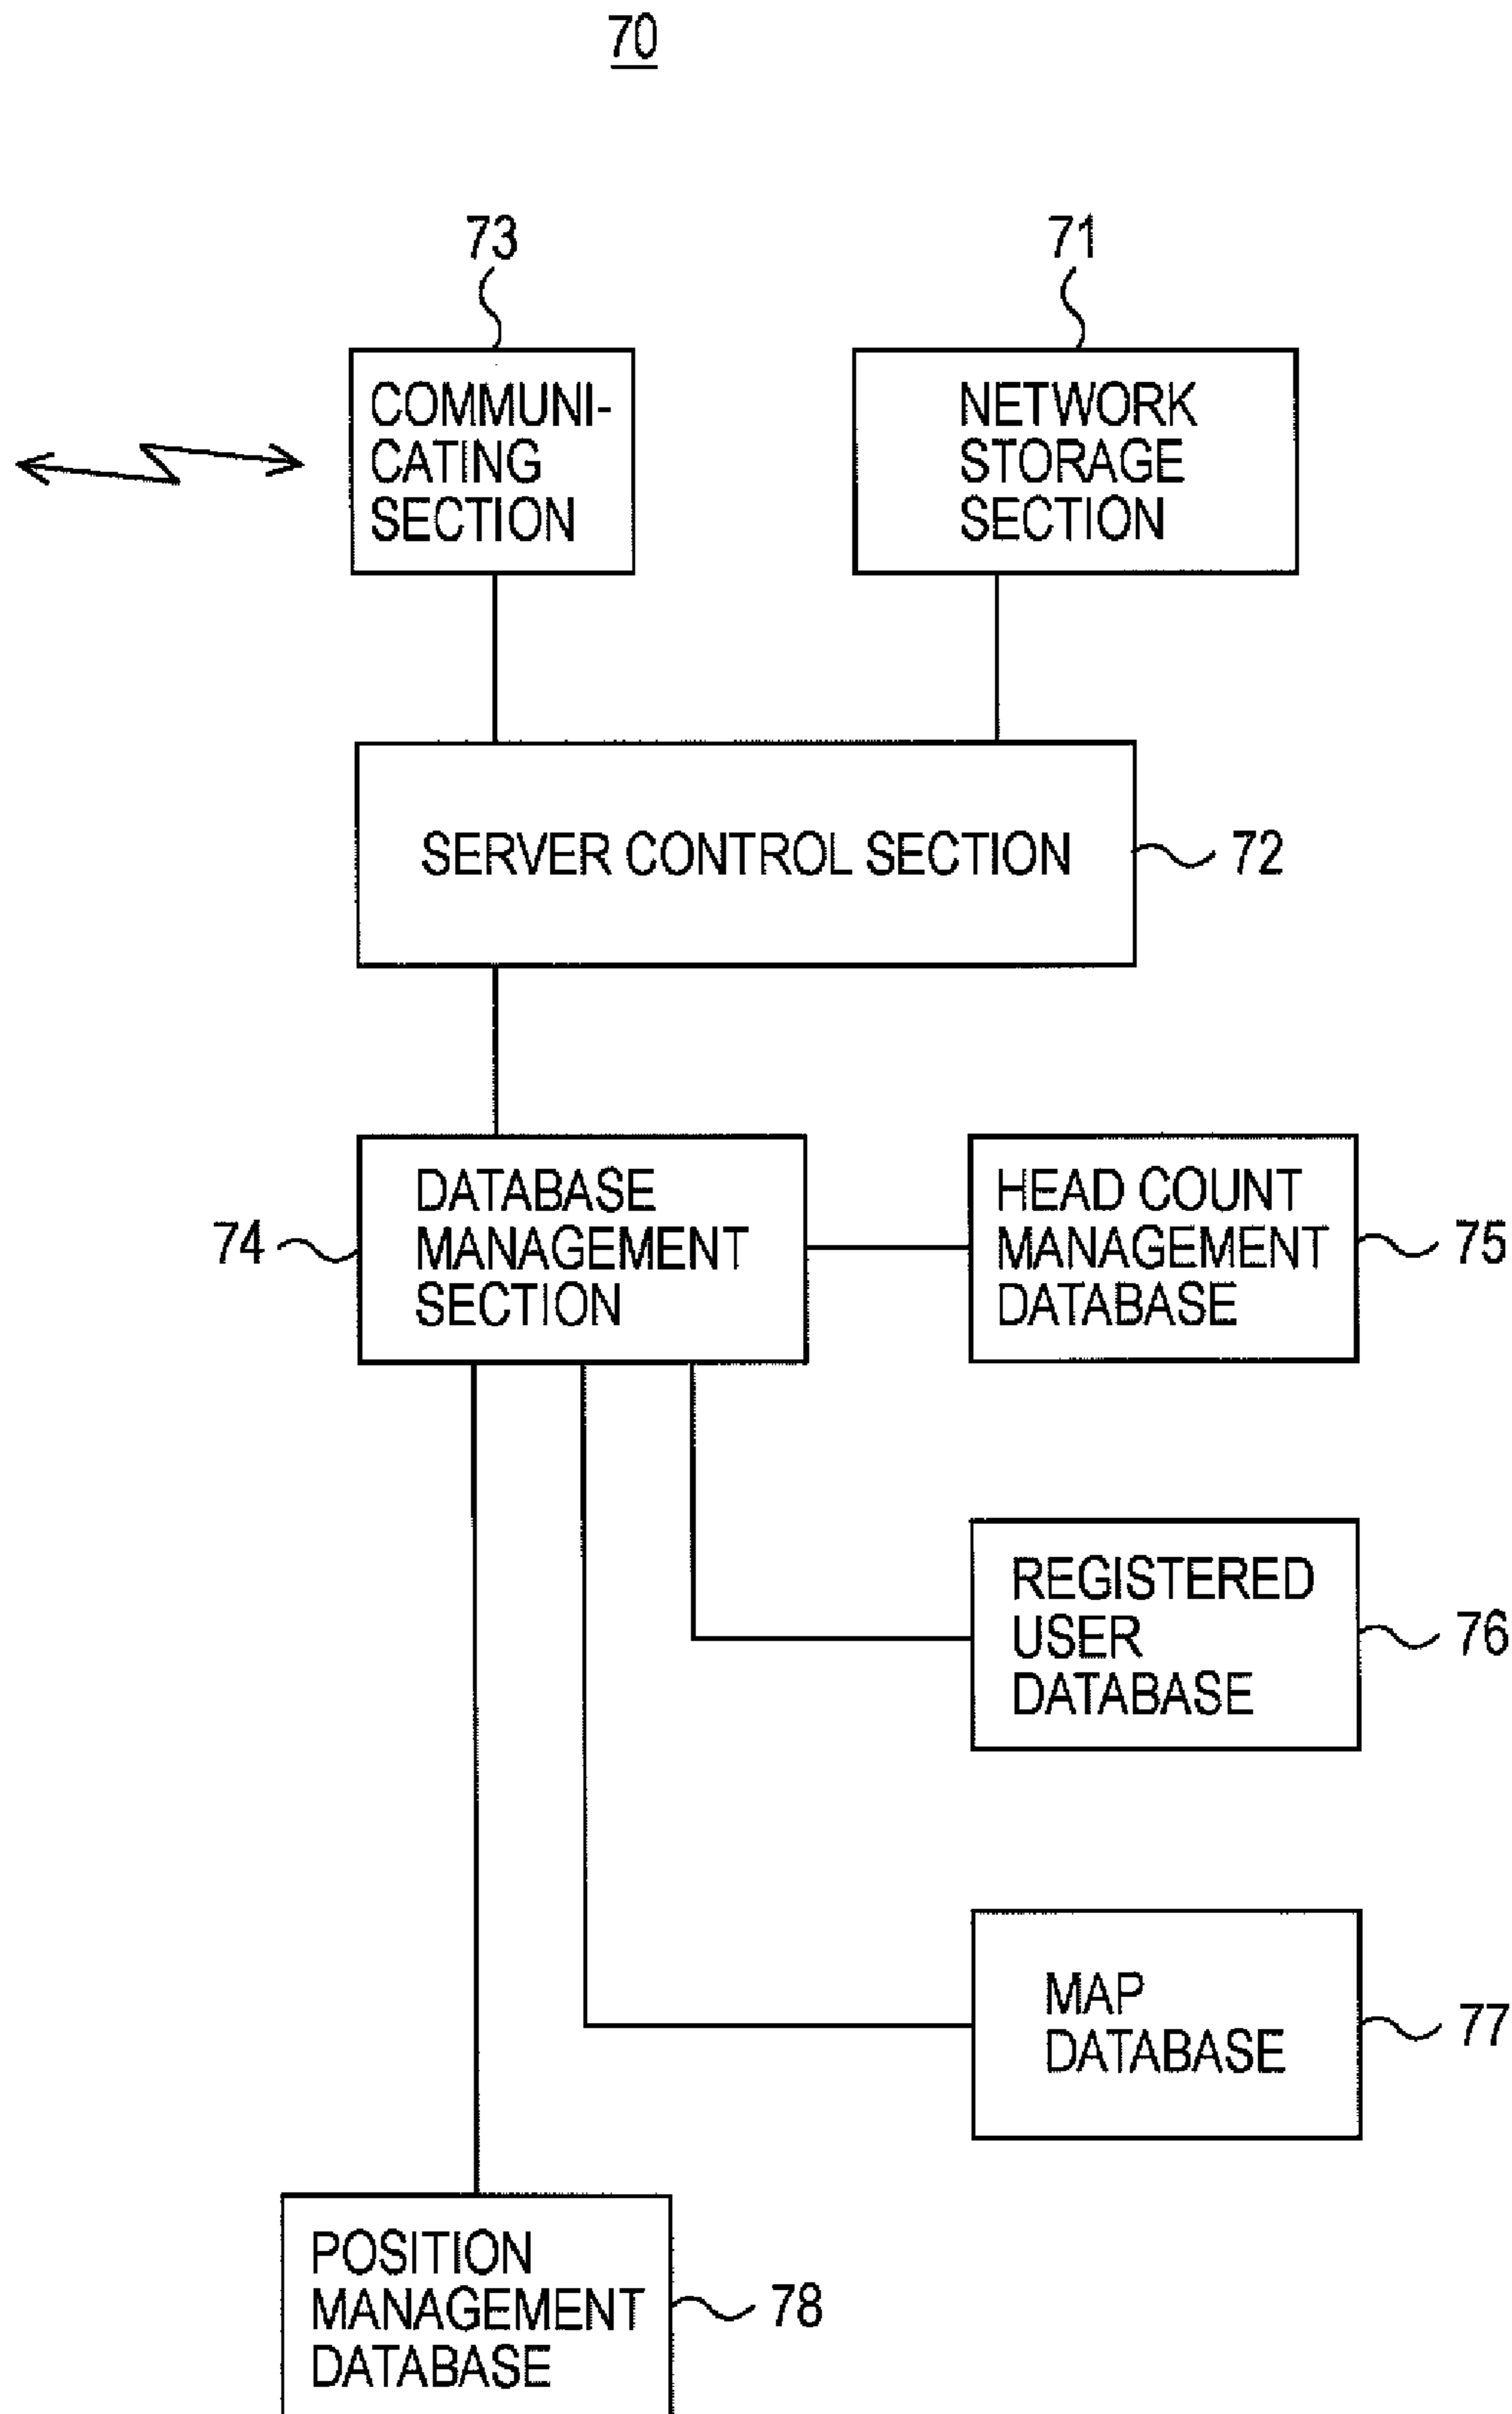 70
73
71
COMMUNI-
CATING
SECTION
NETWORK
STORAGE
SECTION
SERVER CONTROL SECTION
72
74
DATABASE
MANAGEMENT
SECTION
HEAD COUNT
MANAGEMENT
DATABASE
75
REGISTERED
USER
DATABASE
76
MAP
DATABASE
77
POSITION
MANAGEMENT
DATABASE
78